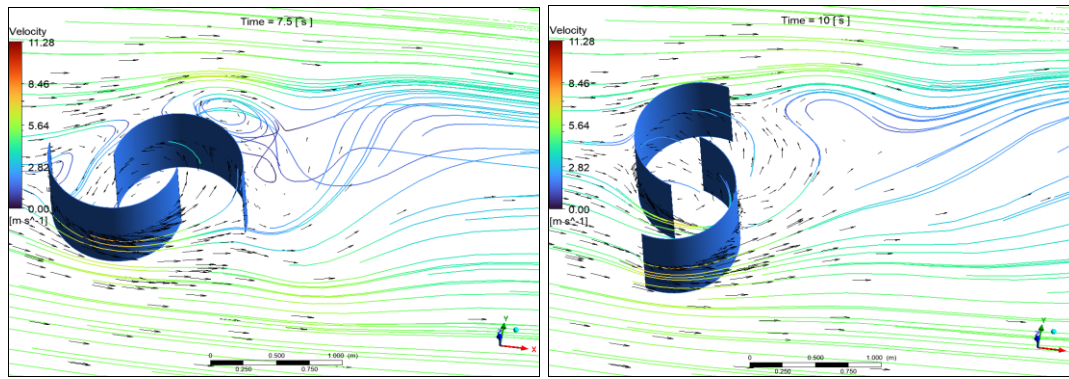 Time = 7.5 [ s ]
Velocity
11.28
8.46
5.64
2.82
0.00
[m s^-1]
0
0.500
1.000
(m)
0.250
0.750
Y
X
Time = 10 [ s ]
Velocity
11.28
8.46
5.64
2.82
0.00
[m s^-1]
0
0.500
1.000
(m)
0.250
0.750
Y
X